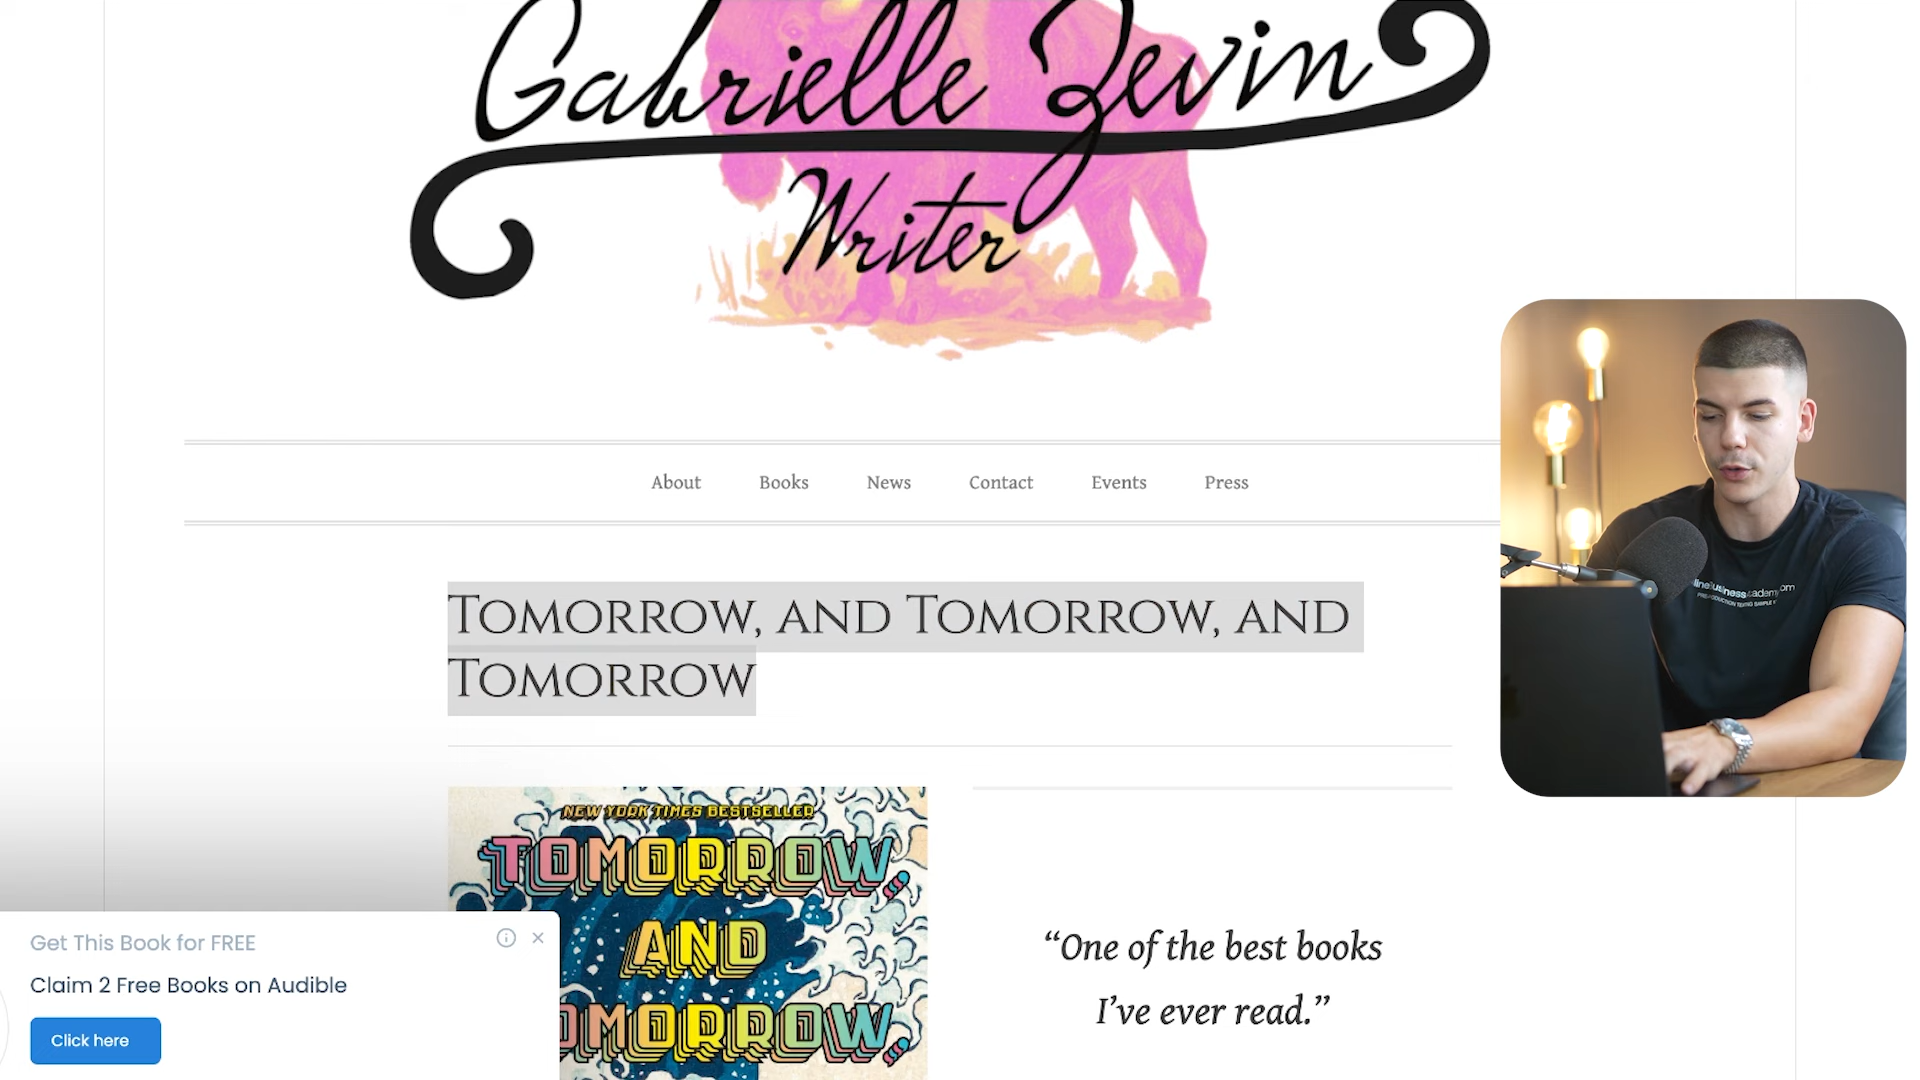 Gabrielle Zevin
Writer
About Books News Contact Events Press
Tomorrow, and Tomorrow, and
Tomorrow
NEW YORK TIMES BESTSELLER
TOMORROW,
AND
TOMORROW,
“One of the best books
I’ve ever read.”
Get This Book for FREE
Claim 2 Free Books on Audible
Click here